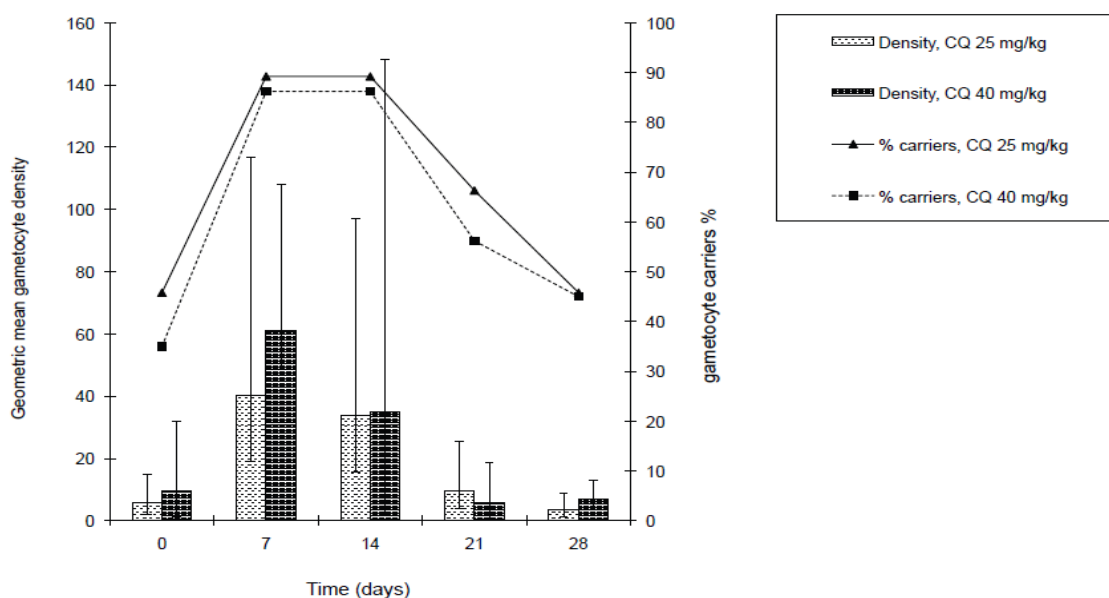 160
140
120
100
80
60
40
20
0
Geometric mean gametocyte density
100
90
80
70
60
50
40
30
20
10
0
gametocyte carriers %
0 7 14 21 28
Time (days)
Density, CQ 25 mg/kg
Density, CQ 40 mg/kg
% carriers, CQ 25 mg/kg
% carriers, CQ 40 mg/kg